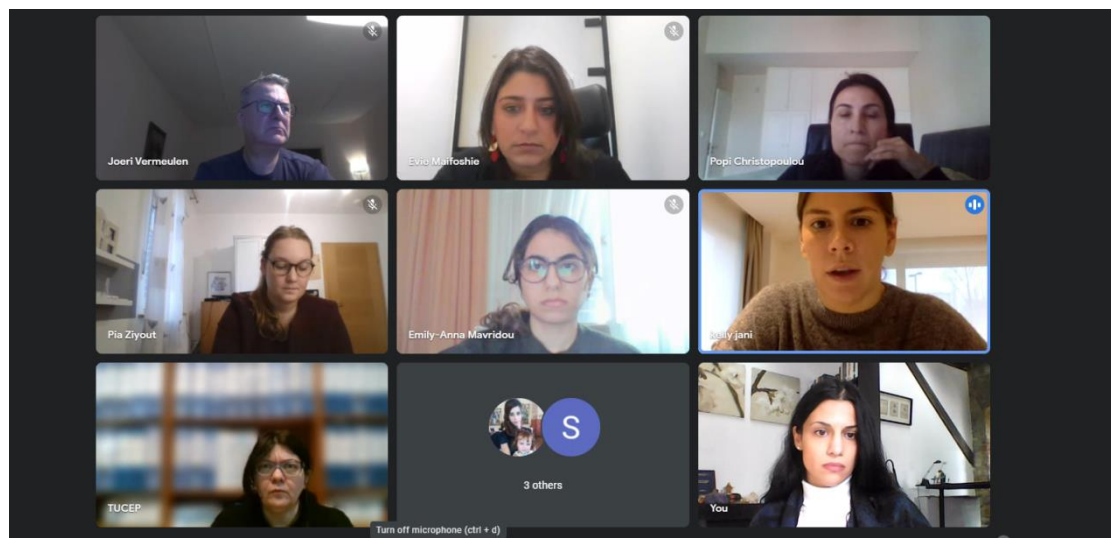 Joeri Vermeulen
Evie Maifoshie
Popi Christopoulou
Pia Ziyout
Emily-Anna Mavridou
kelly jani
TUCEP
S
3 others
You
Turn off microphone (ctrl + d)